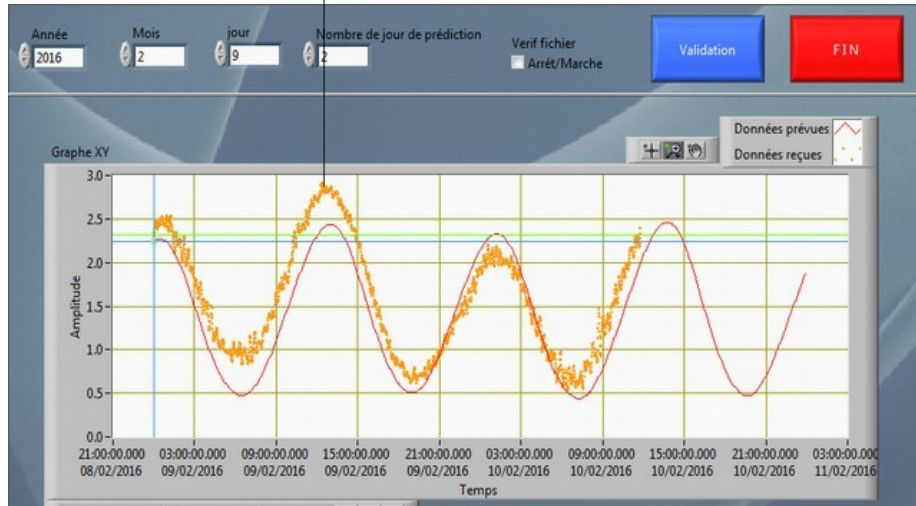 Année Mois jour Nombre de jour de prédiction
2016 2 9 2
Verif fichier
Arrêt/Marche
Validation
FIN
Données prévues
Données reçues
Graphe XY
3.0
2.5
2.0
1.5
1.0
0.5
0.0
Amplitude
21:00:00.000 03:00:00.000 09:00:00.000 15:00:00.000 21:00:00.000 03:00:00.000 09:00:00.000 15:00:00.000 21:00:00.000 03:00:00.000
08/02/2016 09/02/2016 09/02/2016 09/02/2016 09/02/2016 10/02/2016 10/02/2016 10/02/2016 10/02/2016 11/02/2016
Temps